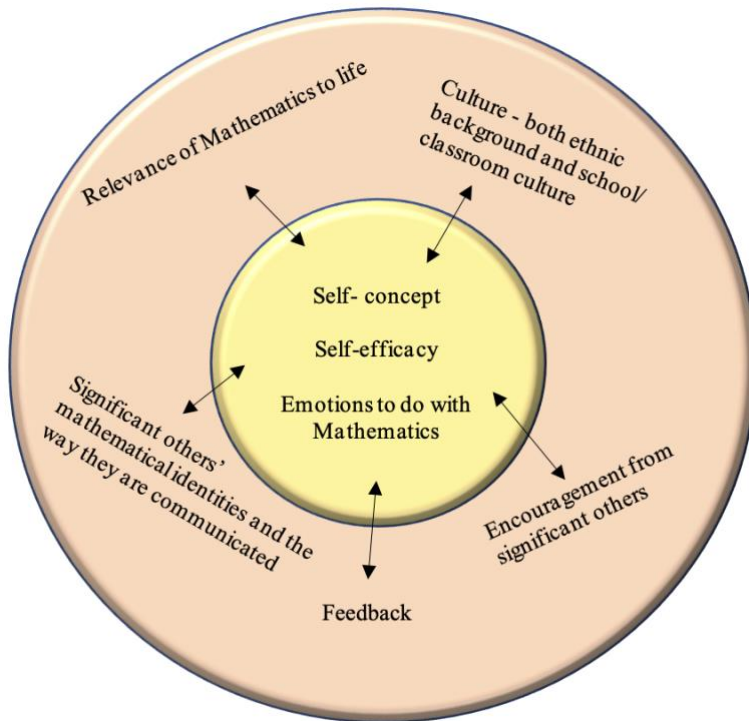 Relevance of Mathematics to life
Culture - both ethnic
background and school/
classroom culture
Self- concept
Self-efficacy
Emotions to do with
Mathematics
Significant others’
mathematical identities and the
way they are communicated
Encouragement from
significant others
Feedback